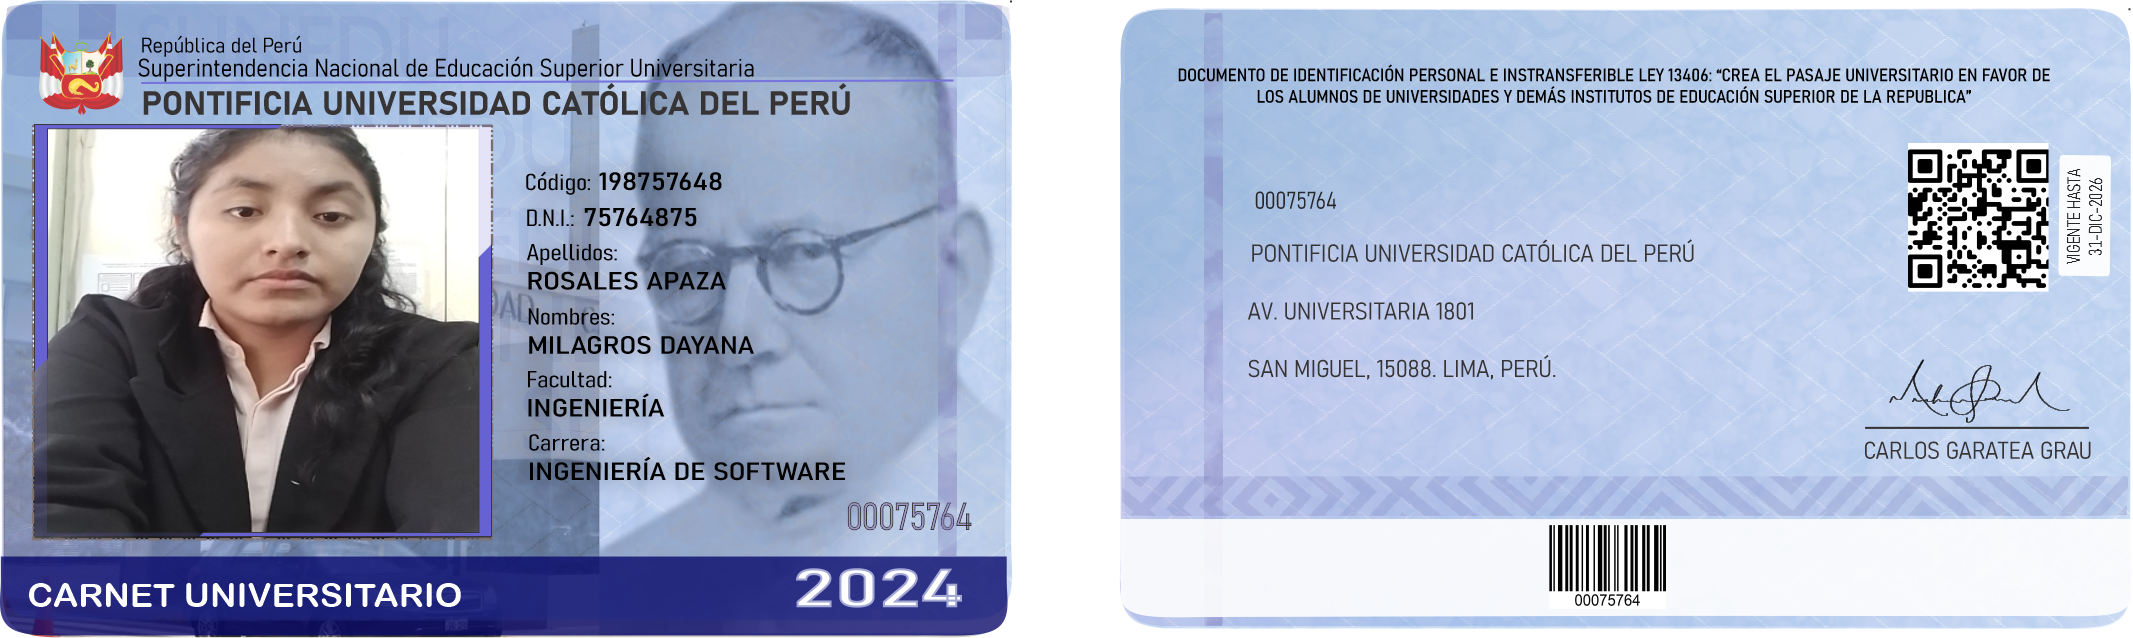 República del Perú
Superintendencia Nacional de Educación Superior Universitaria
PONTIFICIA UNIVERSIDAD CATÓLICA DEL PERÚ
Código: 198757648
D.N.I.: 75764875
Apellidos:
ROSALES APAZA
Nombres:
MILAGROS DAYANA
Facultad:
INGENIERÍA
Carrera:
INGENIERÍA DE SOFTWARE
00075764
CARNET UNIVERSITARIO
2024
DOCUMENTO DE IDENTIFICACIÓN PERSONAL E INSTRANSFERIBLE LEY 13406: “CREA EL PASAJE UNIVERSITARIO EN FAVOR DE
LOS ALUMNOS DE UNIVERSIDADES Y DEMÁS INSTITUTOS DE EDUCACIÓN SUPERIOR DE LA REPUBLICA”
00075764
PONTIFICIA UNIVERSIDAD CATÓLICA DEL PERÚ
AV. UNIVERSITARIA 1801
SAN MIGUEL, 15088. LIMA, PERÚ.
VIGENTE HASTA
31-DIC-2026
CARLOS GARATEA GRAU
00075764